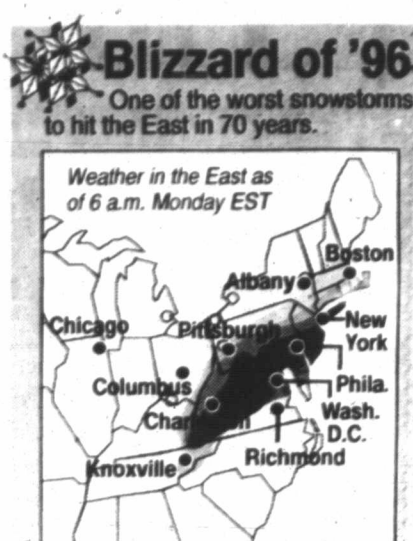 Blizzard of '96
One of the worst snowstorms
to hit the East in 70 years.
Weather in the East as
of 6 a.m. Monday EST
Boston
Albany
Chicago
Pittsburgh
New
York
Columbus
Phila.
Charleston
Wash.
D.C.
Richmond
Knoxville